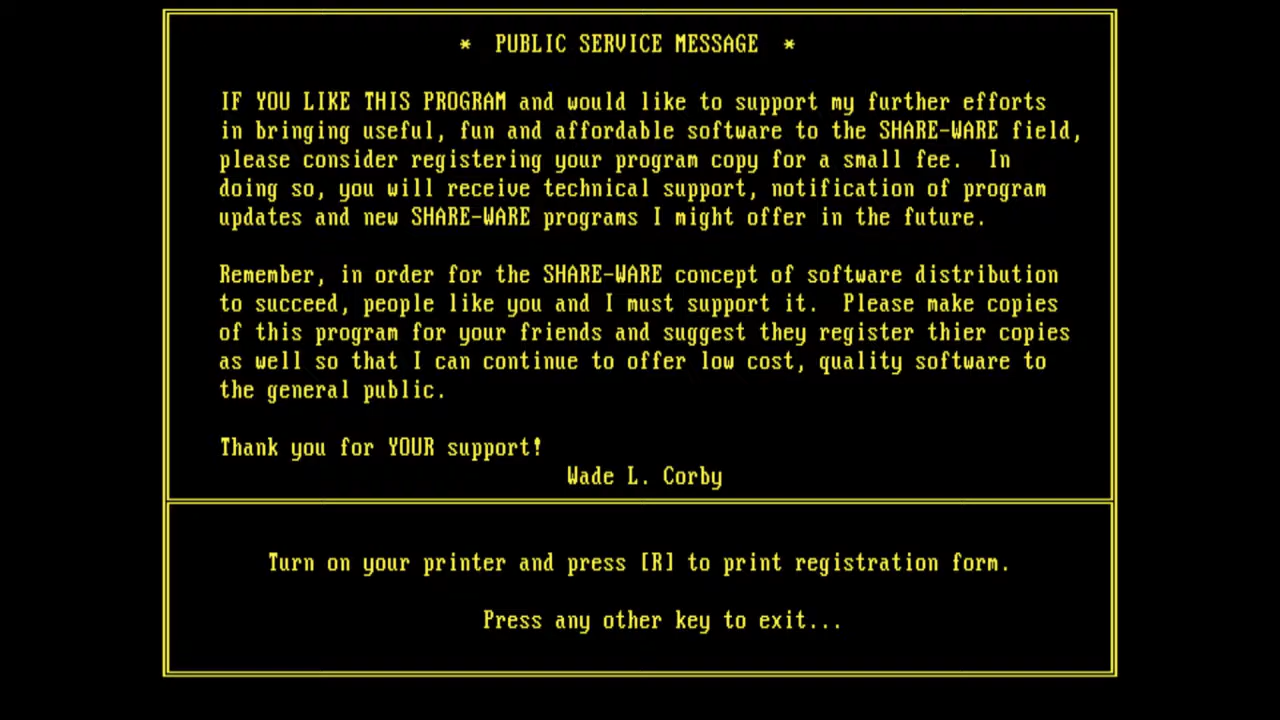 * PUBLIC SERVICE MESSAGE *
IF YOU LIKE THIS PROGRAM and would like to support my further efforts
in bringing useful, fun and affordable software to the SHARE-WARE field,
please consider registering your program copy for a small fee. In
doing so, you will receive technical support, notification of program
updates and new SHARE-WARE programs I might offer in the future.
Remember, in order for the SHARE-WARE concept of software distribution
to succeed, people like you and I must support it. Please make copies
of this program for your friends and suggest they register thier copies
as well so that I can continue to offer low cost, quality software to
the general public.
Thank you for YOUR support!
Wade L. Corby
Turn on your printer and press [R] to print registration form.
Press any other key to exit...